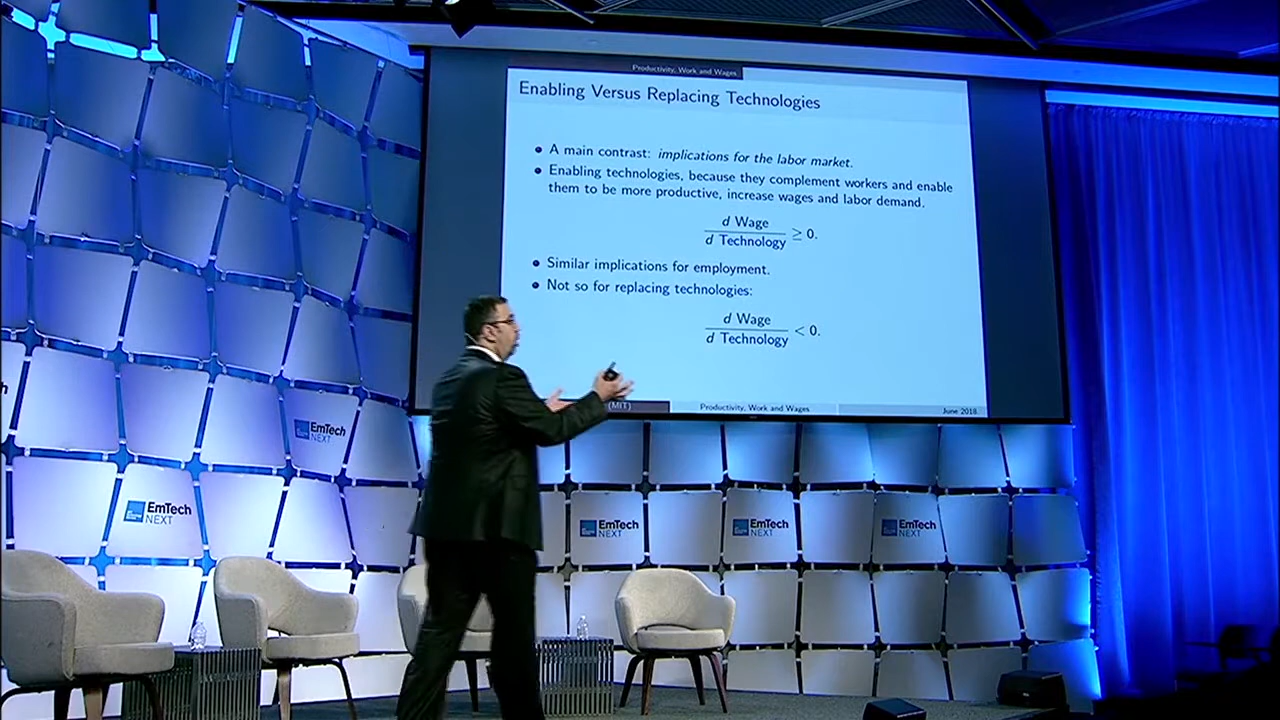 Productivity, Work and Wages
Enabling Versus Replacing Technologies
• A main contrast: implications for the labor market.
• Enabling technologies, because they complement workers and enable
them to be more productive, increase wages and labor demand.
d Wage
d Technology ≥ 0.
• Similar implications for employment.
• Not so for replacing technologies:
d Wage
d Technology < 0.
(MIT) Productivity, Work and Wages June 2018
EmTech
NEXT
EmTech
NEXT
EmTech
NEXT
EmTech
NEXT
EmTech
NEXT